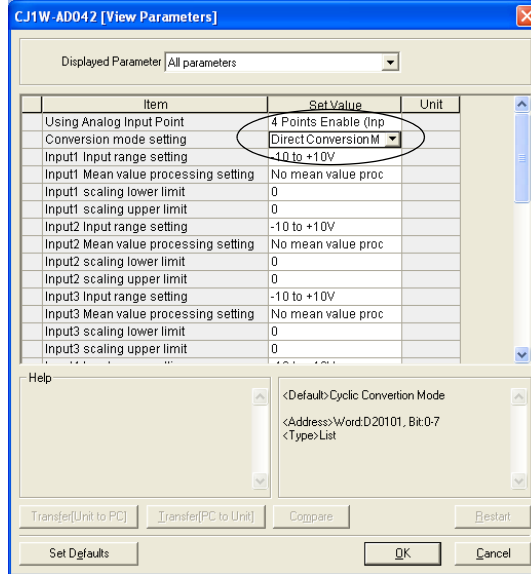 CJ1W-AD042 [View Parameters]
Displayed Parameter All parameters
Item Set Value Unit
Using Analog Input Point 4 Points Enable (Inp
Conversion mode setting Direct Conversion M
Input1 Input range setting -10 to +10V
Input1 Mean value processing setting No mean value proc
Input1 scaling lower limit 0
Input1 scaling upper limit 0
Input2 Input range setting -10 to +10V
Input2 Mean value processing setting No mean value proc
Input2 scaling lower limit 0
Input2 scaling upper limit 0
Input3 Input range setting -10 to +10V
Input3 Mean value processing setting No mean value proc
Input3 scaling lower limit 0
Input3 scaling upper limit 0
Help
<Default>Cyclic Convertion Mode
<Address>Word:D20101, Bit:0-7
<Type>List
Transfer[Unit to PC] Transfer[PC to Unit] Compare Restart
Set Defaults OK Cancel